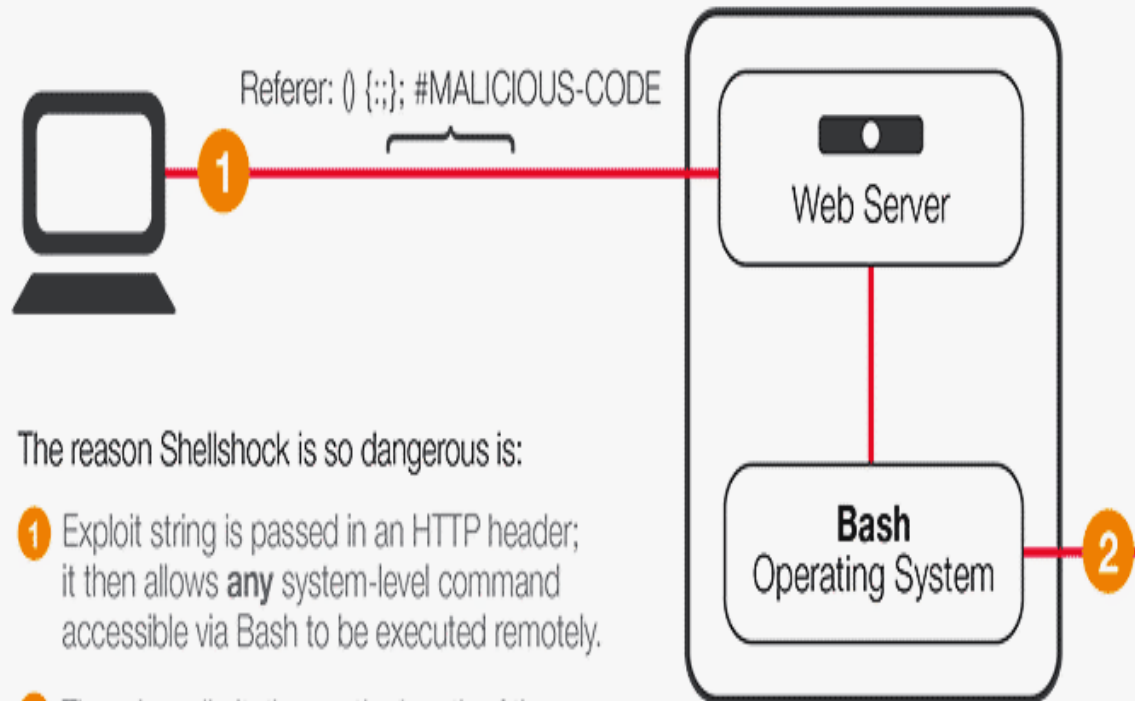 Referer: () {:;}; #MALICIOUS-CODE
1
Web Server
The reason Shellshock is so dangerous is:
Bash
Operating System
2
1 Exploit string is passed in an HTTP header;
it then allows any system-level command
accessible via Bash to be executed remotely.